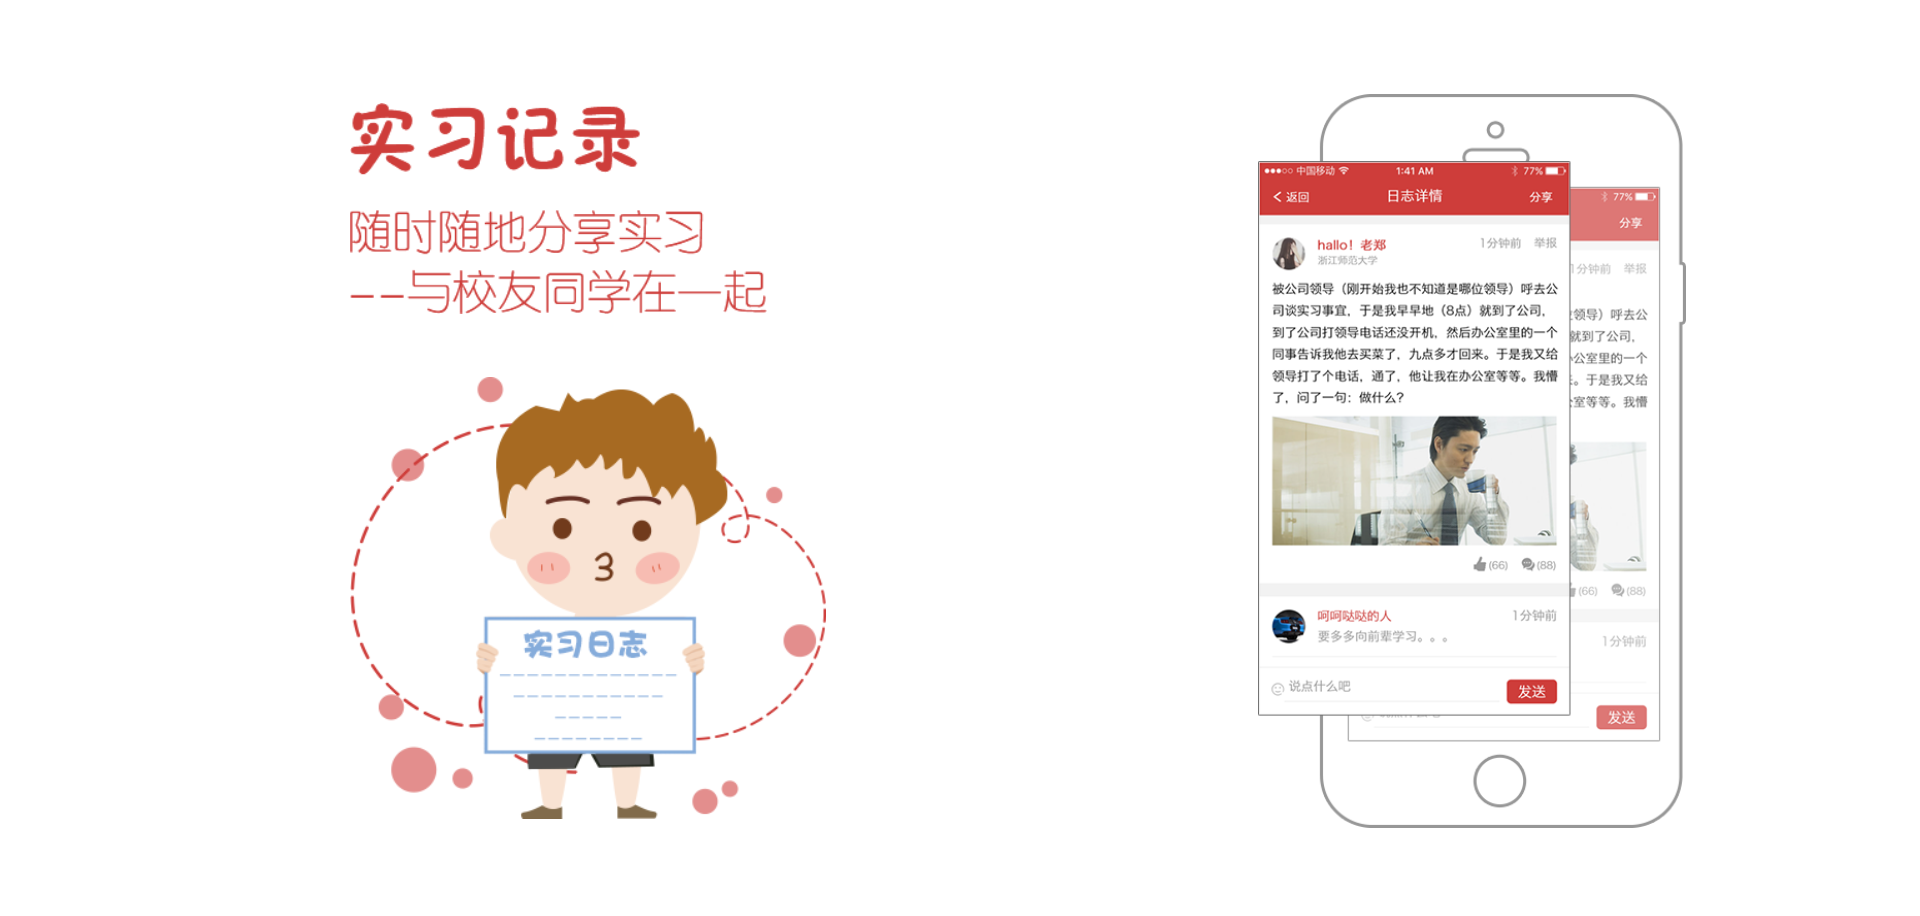 实习记录
随时随地分享实习
--与校友同学在一起
实习日志
中国移动 1:41 AM 77%
返回 日志详情 分享
hallo！老郑 1分钟前 举报
浙江师范大学
被公司领导（刚开始我也不知道是哪位领导）呼去公
司谈实习事宜，于是我早早地（8点）就到了公司，
到了公司打领导电话还没开机，然后办公室里的一个
同事告诉我他去买菜了，九点多才回来。于是我又给
领导打了个电话，通了，他让我在办公室等等。我懵
了，问了一句：做什么？
(66) (88)
呵呵哒哒的人 1分钟前
要多多向前辈学习。。。
说点什么吧 发送
77%
分享
1分钟前 举报
领导）呼去公
就到了公司，
公室里的一个
。于是我又给
室等等。我懵
(66) (88)
1分钟前
发送